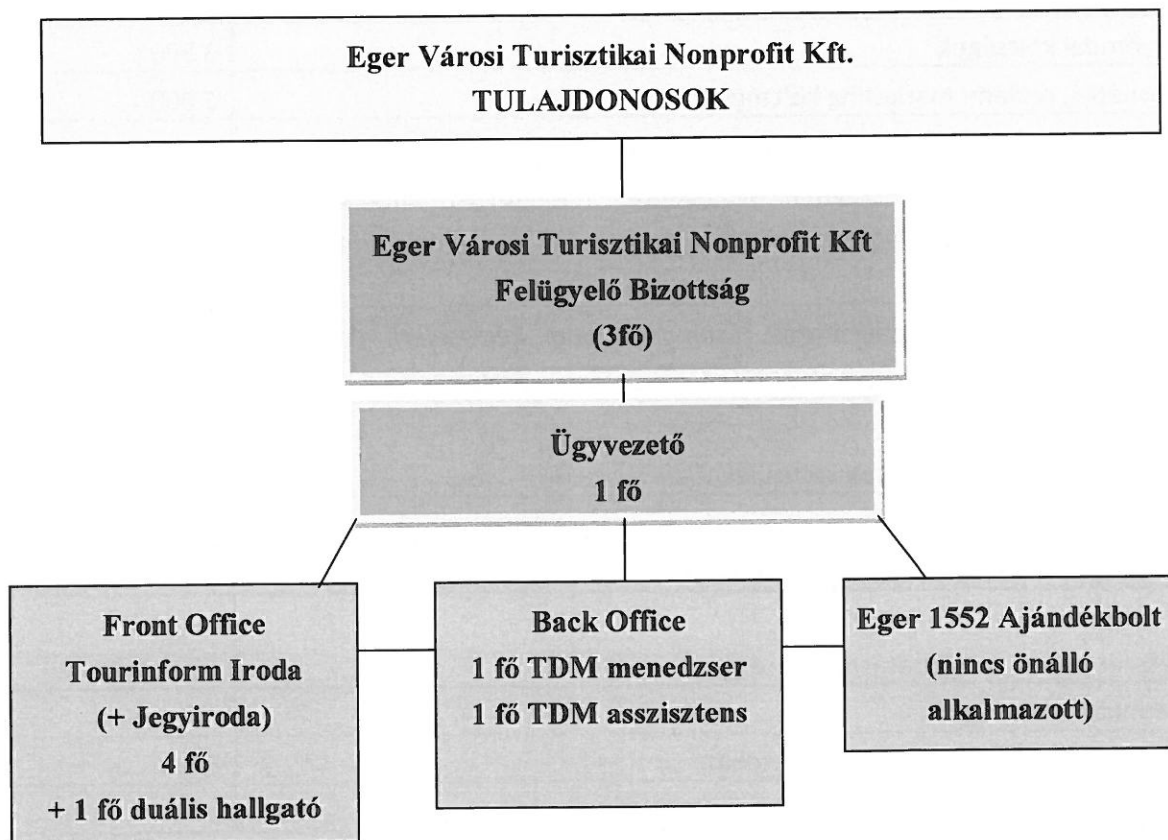 Eger Városi Turisztikai Nonprofit Kft.
TULAJDONOSOK
Eger Városi Turisztikai Nonprofit Kft
Felügyelő Bizottság
(3fő)
Ügyvezető
1 fő
Front Office
Tourinform Iroda
(+ Jegyiroda)
4 fő
+ 1 fő duális hallgató
Back Office
1 fő TDM menedzser
1 fő TDM asszisztens
Eger 1552 Ajándékbolt
(nincs önálló
alkalmazott)